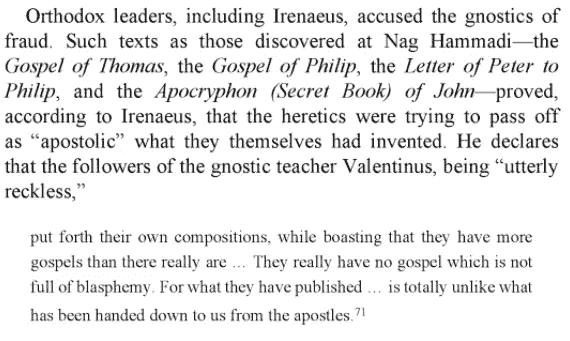 Orthodox leaders, including Irenaeus, accused the gnostics of
fraud. Such texts as those discovered at Nag Hammadi—the
Gospel of Thomas, the Gospel of Philip, the Letter of Peter to
Philip, and the Apocryphon (Secret Book) of John—proved,
according to Irenaeus, that the heretics were trying to pass off
as “apostolic” what they themselves had invented. He declares
that the followers of the gnostic teacher Valentinus, being “utterly
reckless,”
put forth their own compositions, while boasting that they have more
gospels than there really are … They really have no gospel which is not
full of blasphemy. For what they have published … is totally unlike what
has been handed down to us from the apostles.71